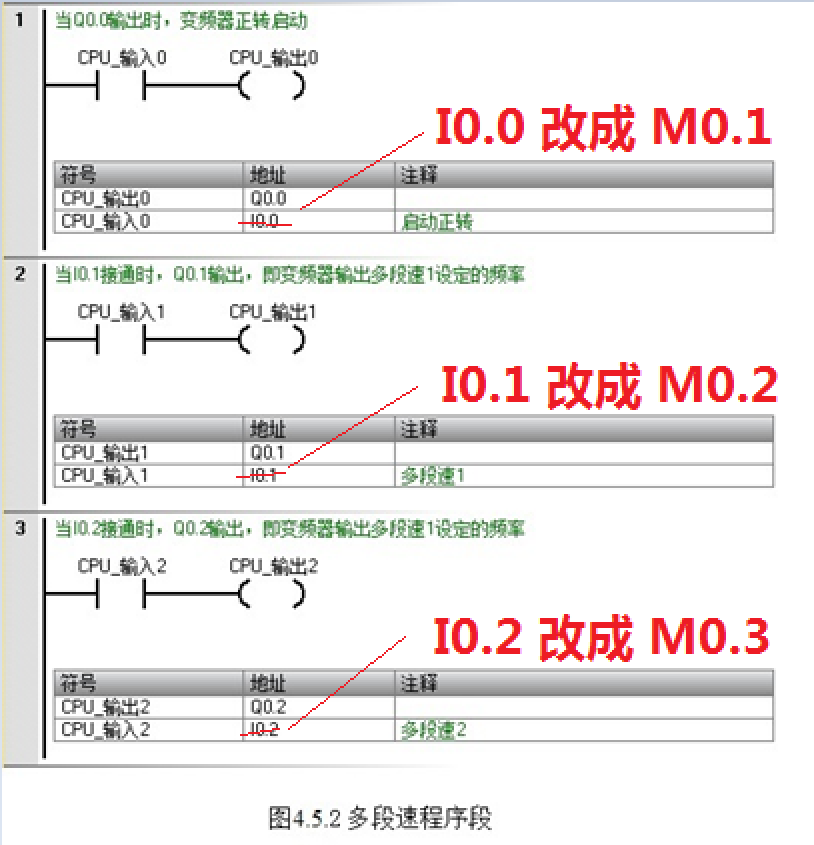 1 当Q0.0输出时，变频器正转启动
CPU_输入0 CPU_输出0
I0.0 改成 M0.1
符号 地址 注释
CPU_输出0 Q0.0
CPU_输入0 I0.0 启动正转
2 当I0.1接通时，Q0.1输出，即变频器输出多段速1设定的频率
CPU_输入1 CPU_输出1
I0.1 改成 M0.2
符号 地址 注释
CPU_输出1 Q0.1
CPU_输入1 I0.1 多段速1
3 当I0.2接通时，Q0.2输出，即变频器输出多段速1设定的频率
CPU_输入2 CPU_输出2
I0.2 改成 M0.3
符号 地址 注释
CPU_输出2 Q0.2
CPU_输入2 I0.2 多段速2
图4.5.2 多段速程序段